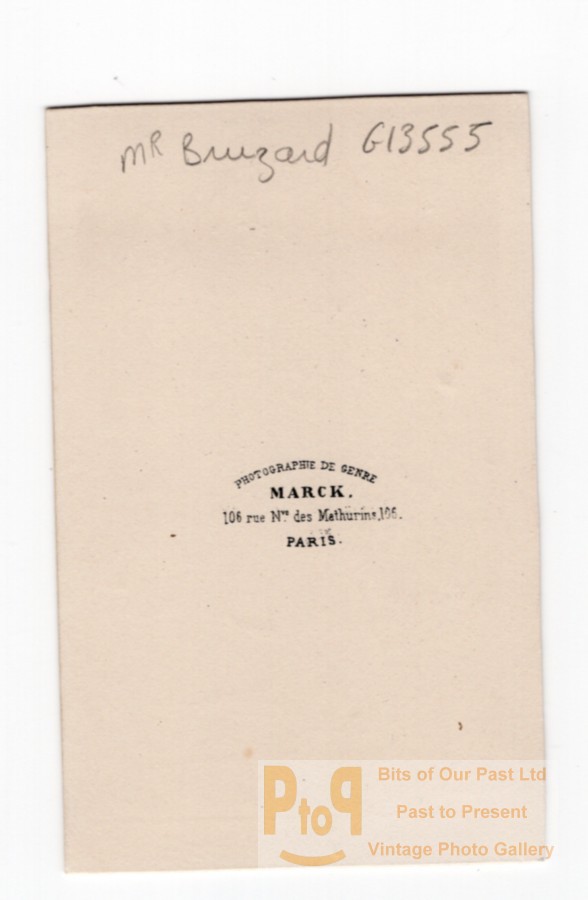 MR Bruzard G13555
PHOTOGRAPHIE DE GENRE
MARCK.
106 rue Nve des Mathurins, 106.
PARIS.
PtoP
Bits of Our Past Ltd
Past to Present
Vintage Photo Gallery